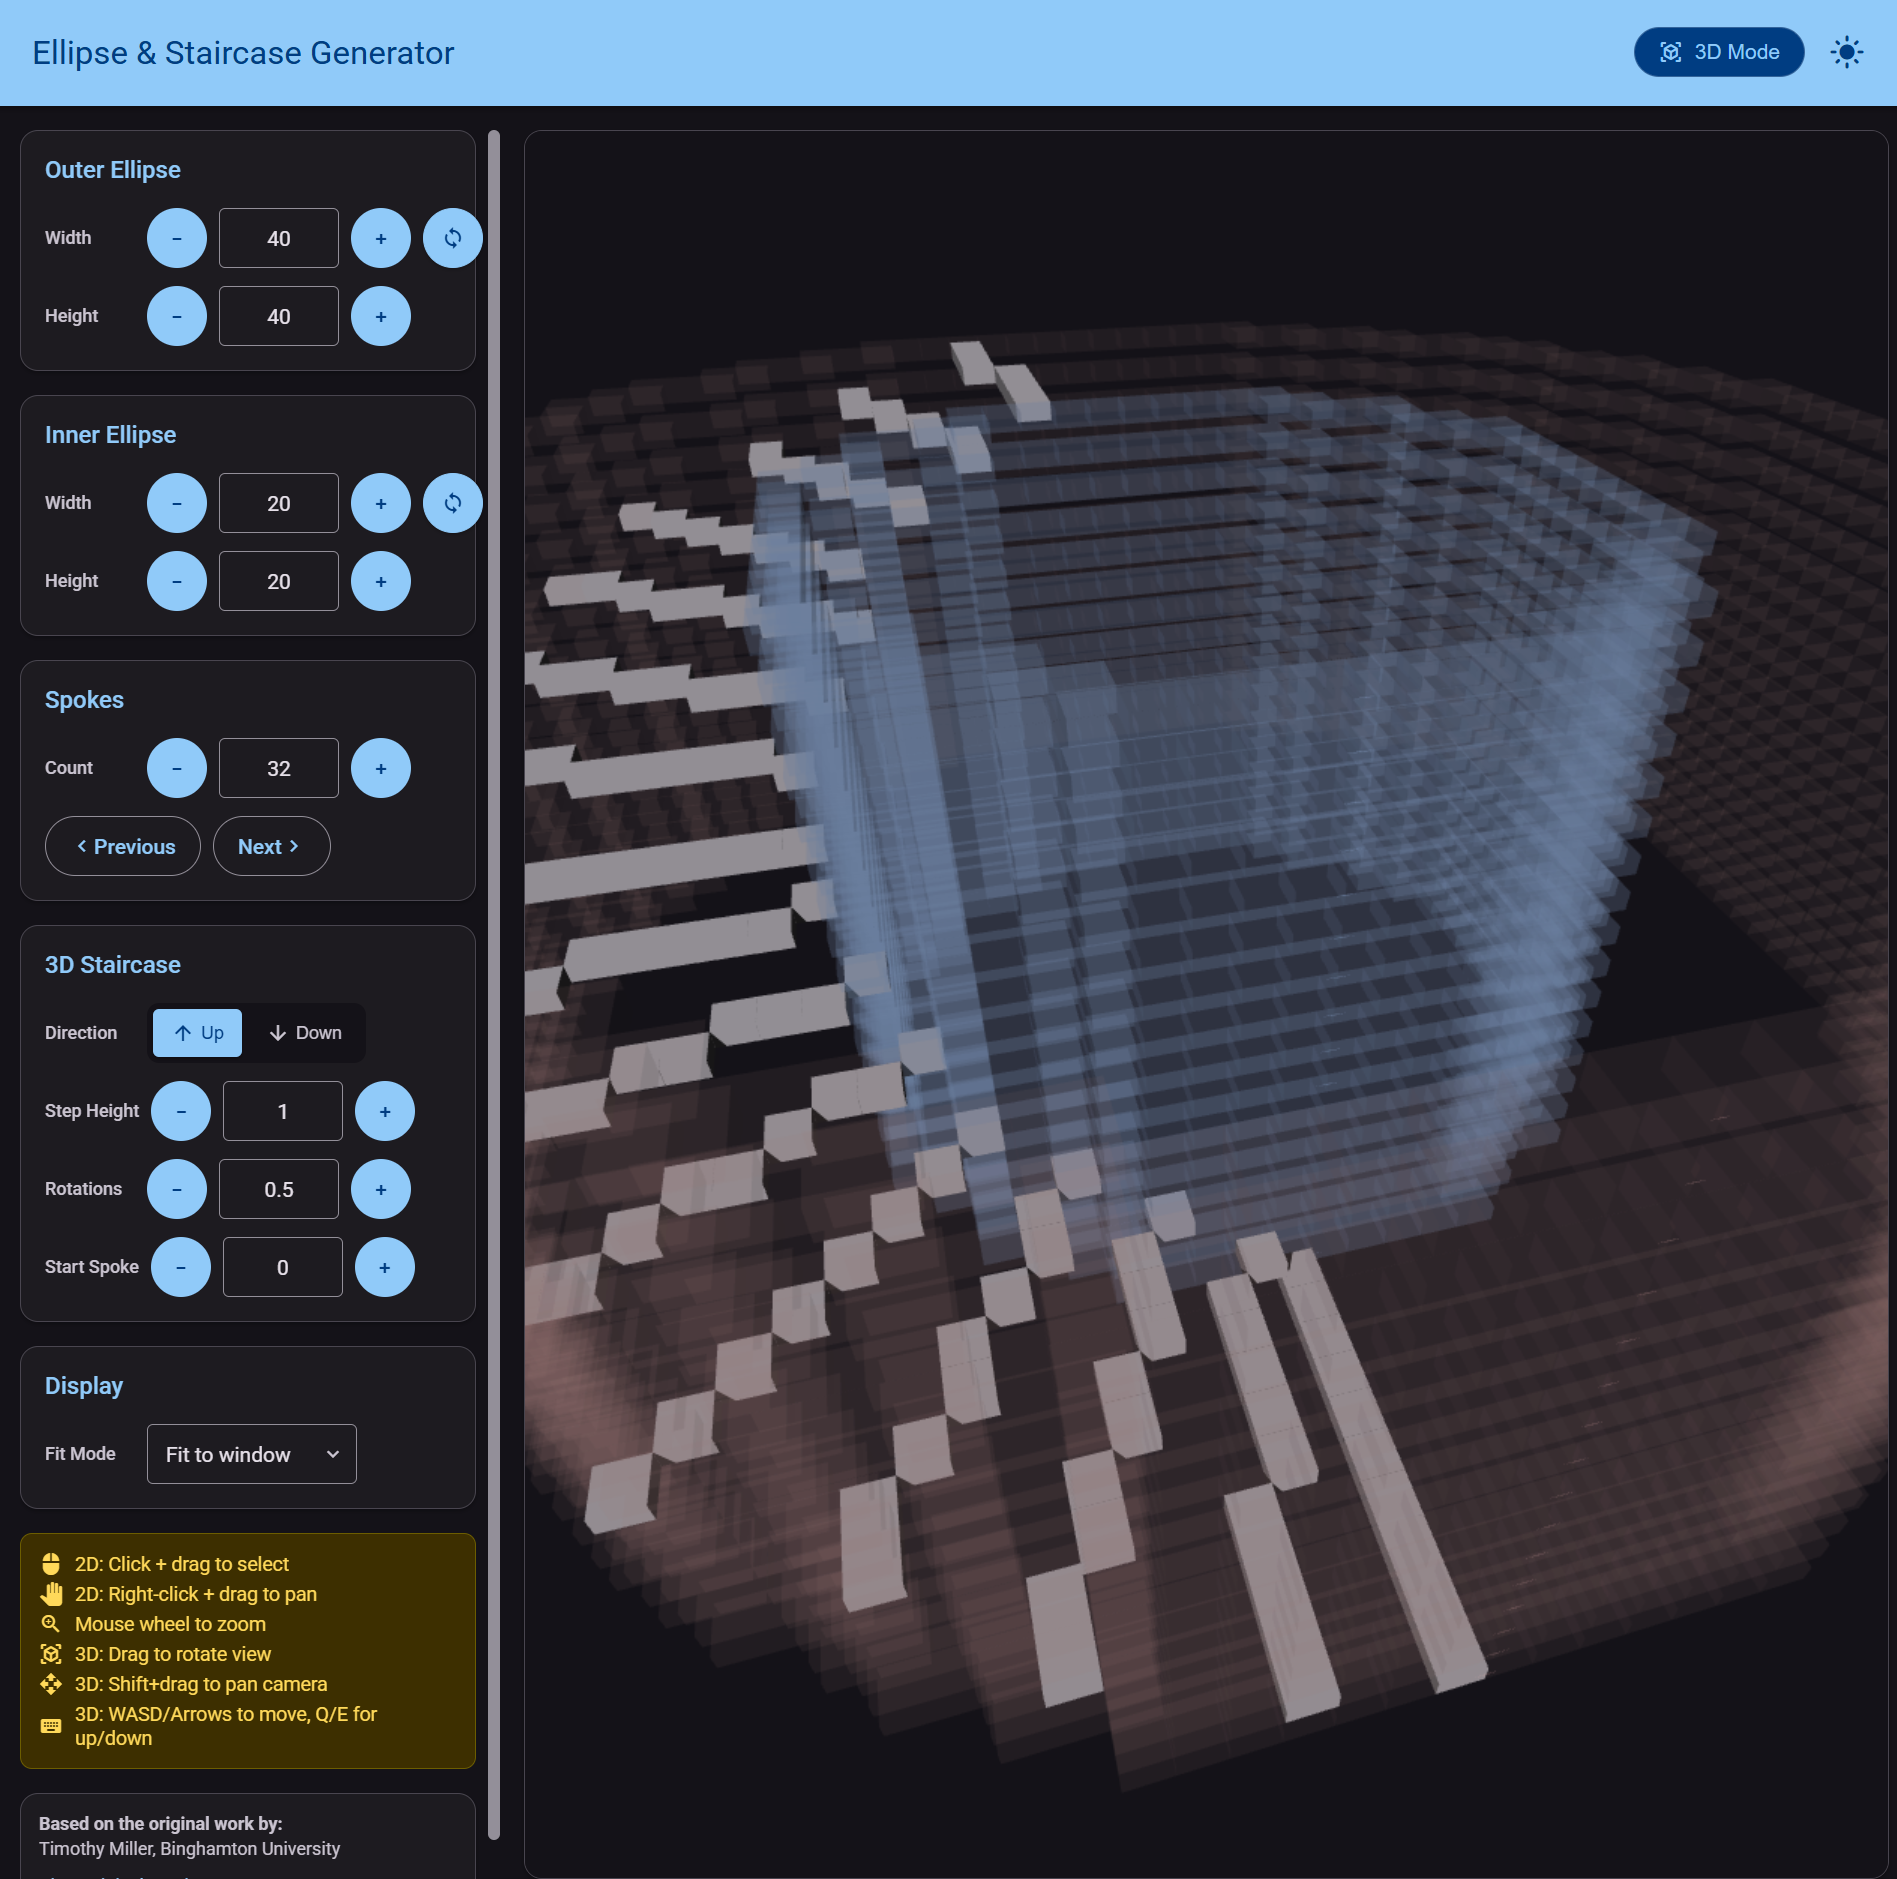 Ellipse & Staircase Generator
3D Mode
Outer Ellipse
Width - 40 +
Height - 40 +
Inner Ellipse
Width - 20 +
Height - 20 +
Spokes
Count - 32 +
Previous Next
3D Staircase
Direction Up Down
Step Height - 1 +
Rotations - 0.5 +
Start Spoke - 0 +
Display
Fit Mode Fit to window
2D: Click + drag to select
2D: Right-click + drag to pan
Mouse wheel to zoom
3D: Drag to rotate view
3D: Shift+drag to pan camera
3D: WASD/Arrows to move, Q/E for
up/down
Based on the original work by:
Timothy Miller, Binghamton University